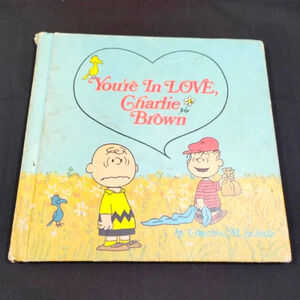 You're In LOVE,
Charlie
Brown
by Charles M. Schulz